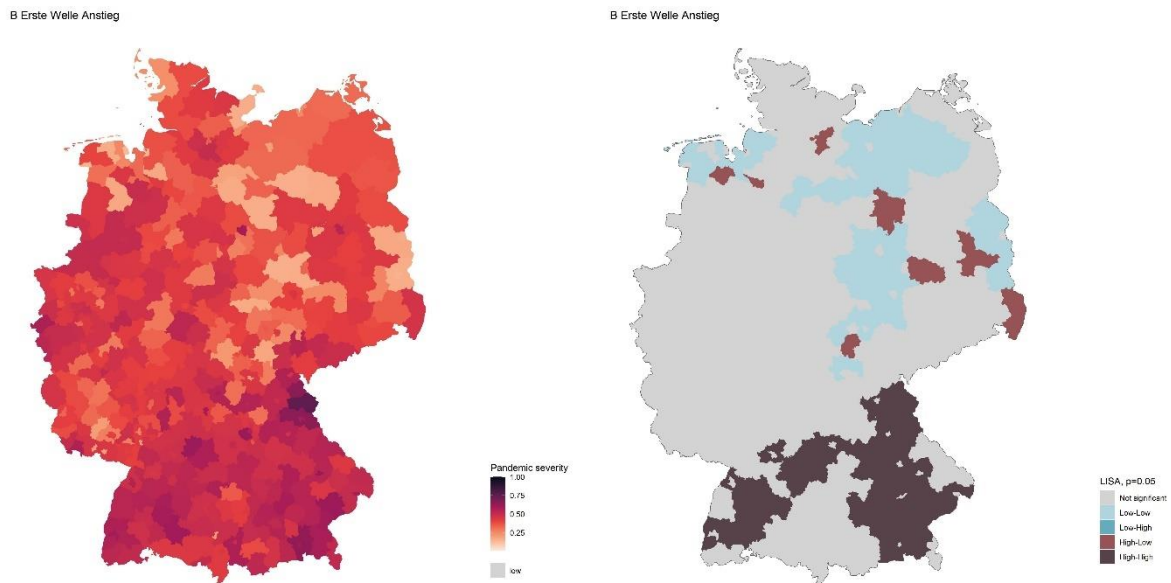 B Erste Welle Anstieg
Pandemic severity
1.00
0.75
0.50
0.25
low
B Erste Welle Anstieg
LISA, p=0.05
Not significant
Low-Low
Low-High
High-Low
High-High